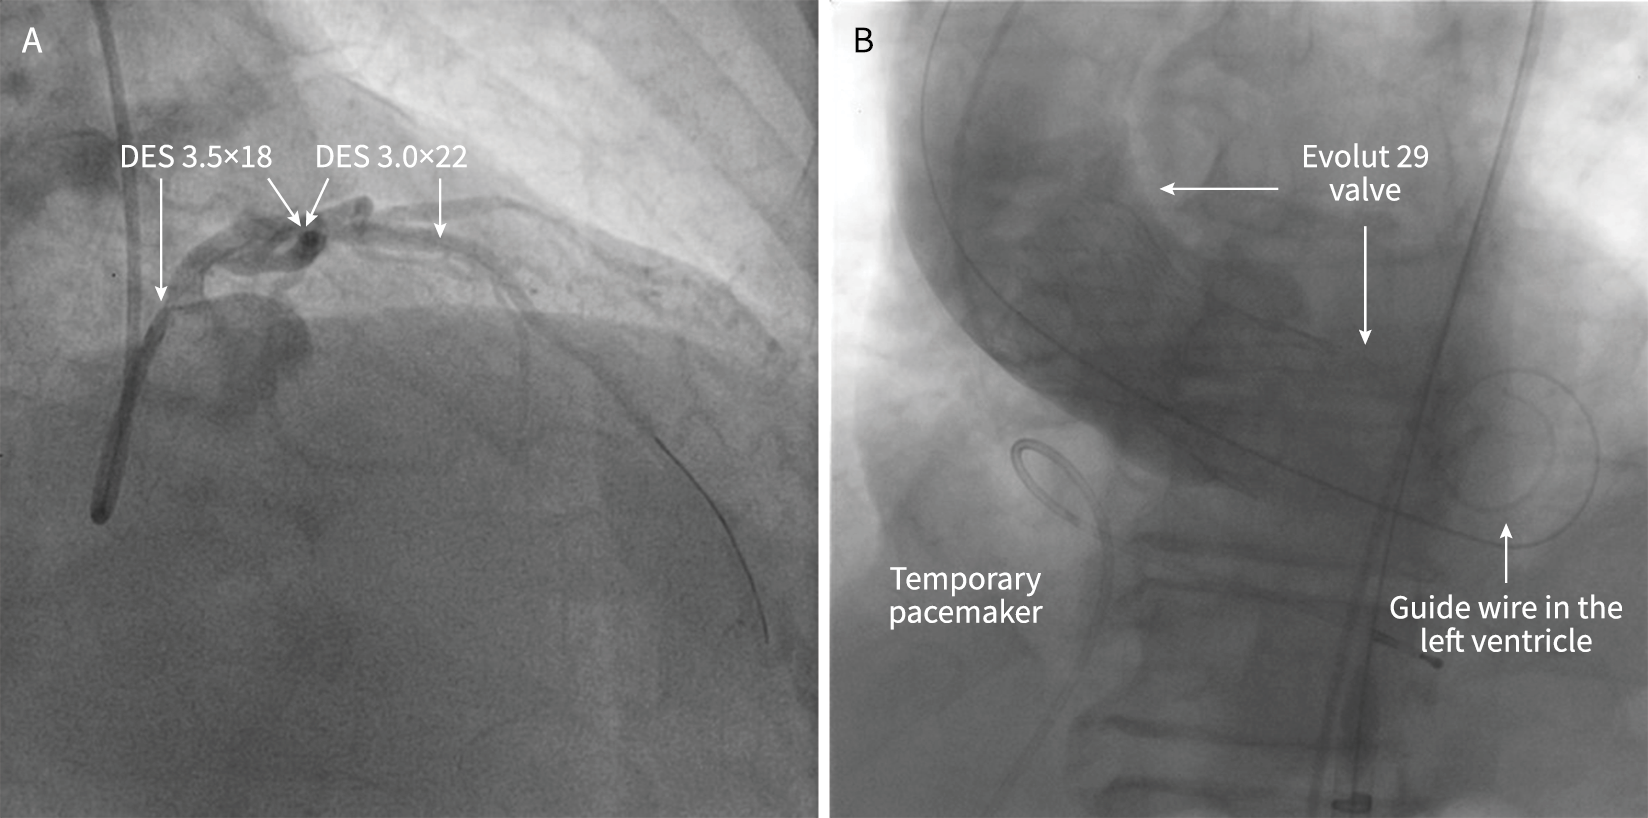 A
DES 3.5×18
DES 3.0×22
B
Evolut 29
valve
Temporary
pacemaker
Guide wire in the
left ventricle